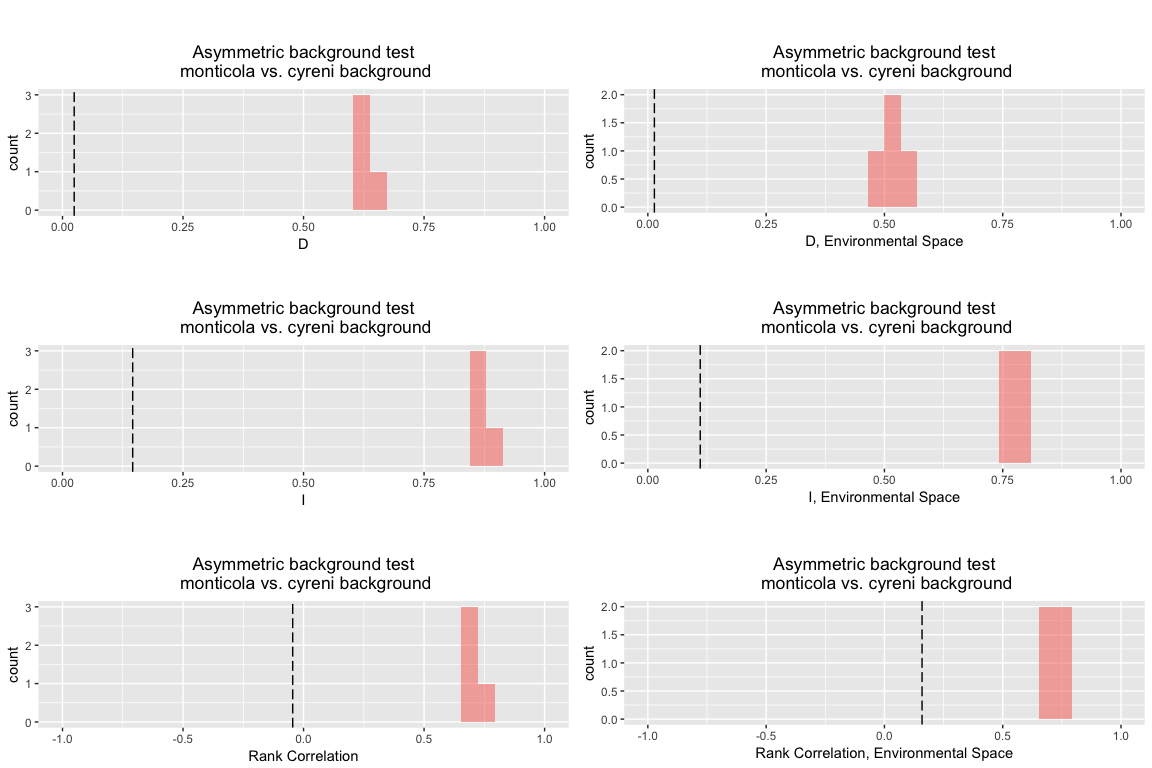 Asymmetric background test
monticola vs. cyreni background
count
3
2
1
0
0.00 0.25 0.50 0.75 1.00
D
Asymmetric background test
monticola vs. cyreni background
count
2.0
1.5
1.0
0.5
0.0
0.00 0.25 0.50 0.75 1.00
D, Environmental Space
Asymmetric background test
monticola vs. cyreni background
count
3
2
1
0
0.00 0.25 0.50 0.75 1.00
I
Asymmetric background test
monticola vs. cyreni background
count
2.0
1.5
1.0
0.5
0.0
0.00 0.25 0.50 0.75 1.00
I, Environmental Space
Asymmetric background test
monticola vs. cyreni background
count
3
2
1
0
-1.0 -0.5 0.0 0.5 1.0
Rank Correlation
Asymmetric background test
monticola vs. cyreni background
count
2.0
1.5
1.0
0.5
0.0
-1.0 -0.5 0.0 0.5 1.0
Rank Correlation, Environmental Space